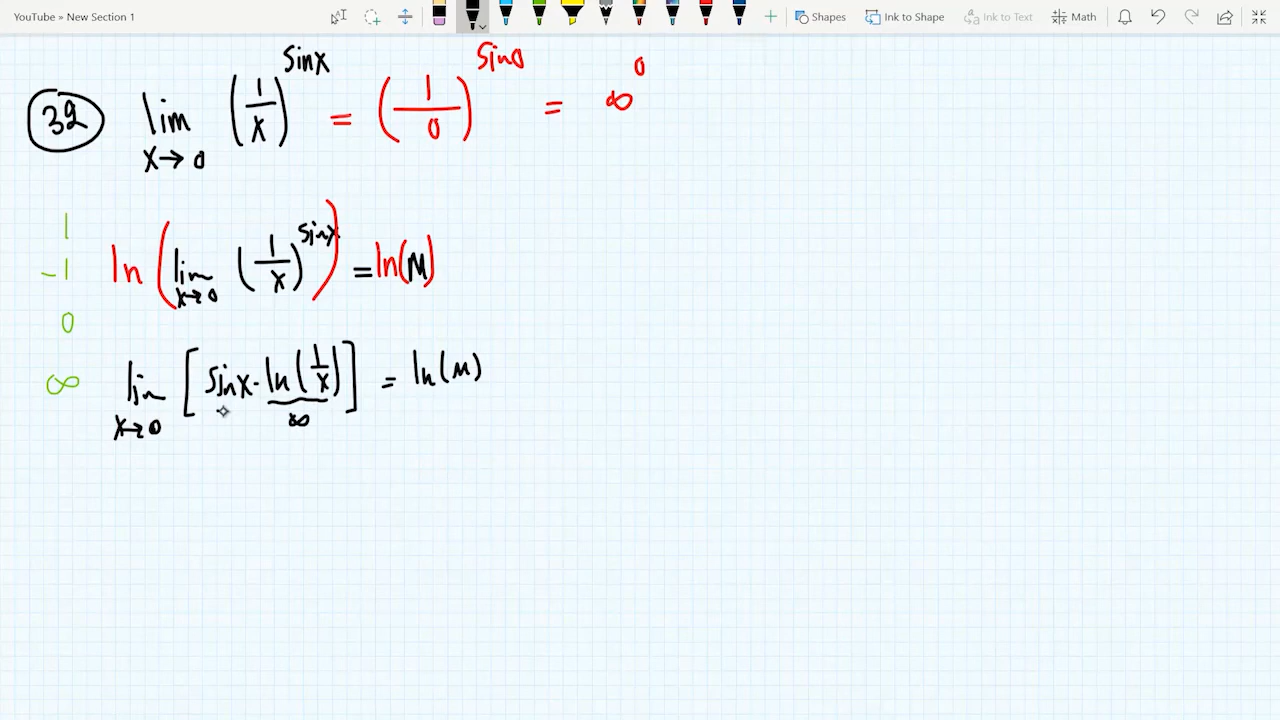 YouTube » New Section 1
Shapes Ink to Shape Ink to Text Math
32 lim x→0 (1/x)^sinx = (1/0)^sin0 = ∞^0
1
-1 ln(lim x→0 (1/x)^sinx) = ln(M)
0
∞ lim x→0 [sinx · ln(1/x)] = ln(M)
∞